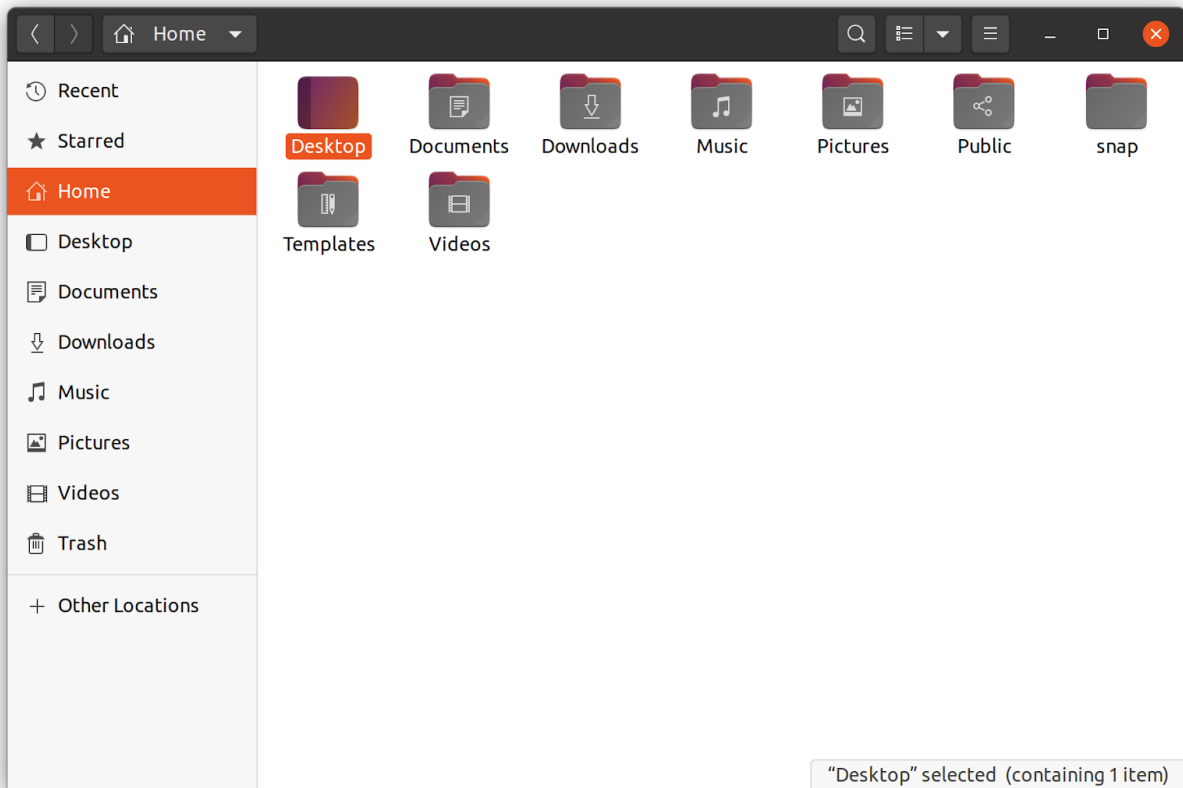 Home
Recent
Starred
Home
Desktop
Documents
Downloads
Music
Pictures
Videos
Trash
Other Locations
Desktop Documents Downloads Music Pictures Public snap
Templates Videos
“Desktop” selected (containing 1 item)